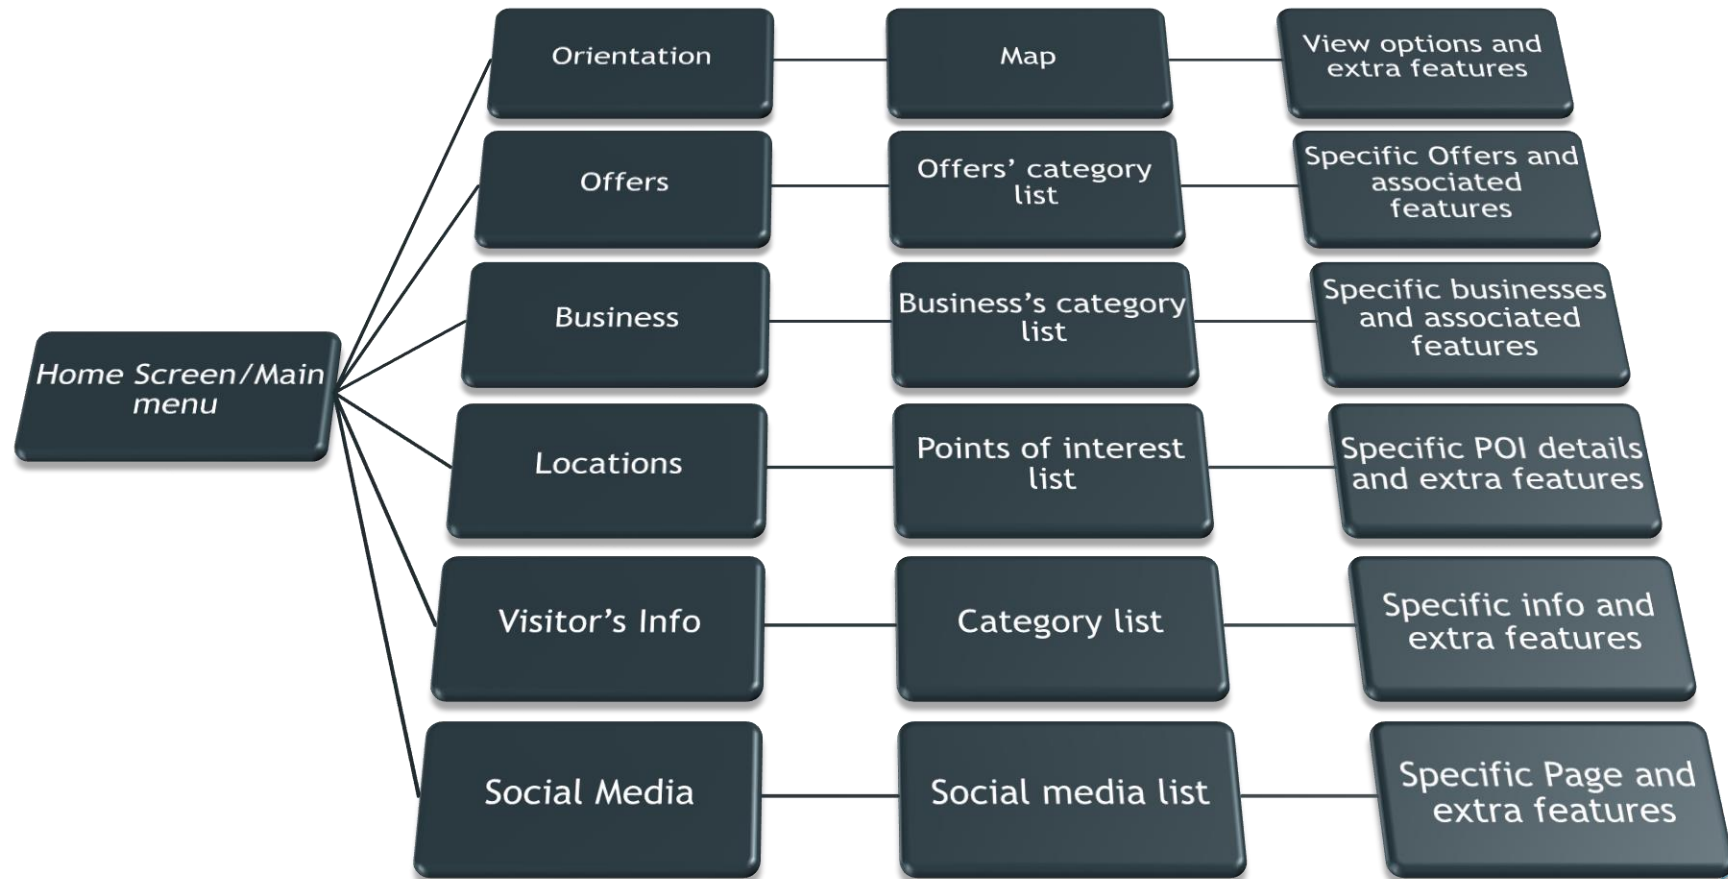 Orientation
Map
View options and
extra features
Offers
Offers’ category
list
Specific Offers and
associated
features
Business
Business’s category
list
Specific businesses
and associated
features
Home Screen/Main
menu
Locations
Points of interest
list
Specific POI details
and extra features
Visitor’s Info
Category list
Specific info and
extra features
Social Media
Social media list
Specific Page and
extra features